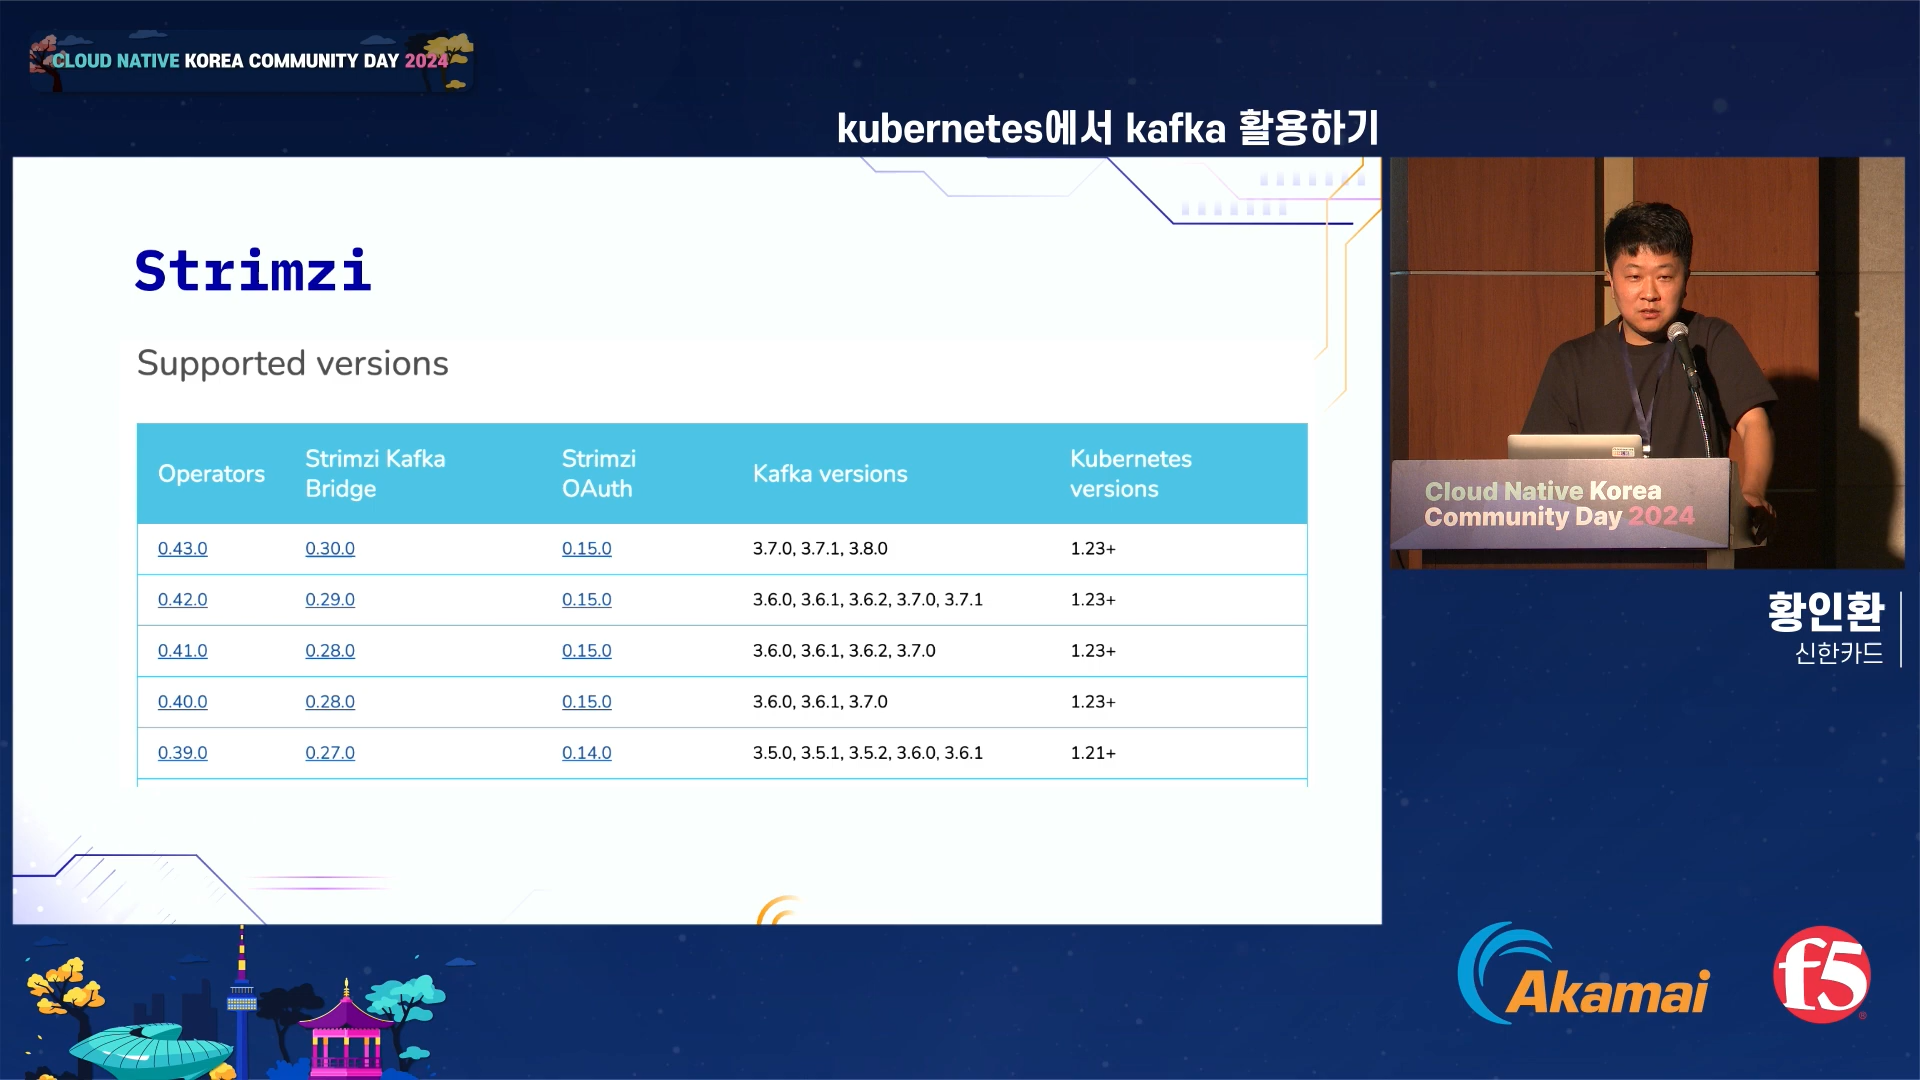 CLOUD NATIVE KOREA COMMUNITY DAY 2024
kubernetes에서 kafka 활용하기
Strimzi
Supported versions
Operators Strimzi Kafka Bridge Strimzi OAuth Kafka versions Kubernetes versions
0.43.0 0.30.0 0.15.0 3.7.0, 3.7.1, 3.8.0 1.23+
0.42.0 0.29.0 0.15.0 3.6.0, 3.6.1, 3.6.2, 3.7.0, 3.7.1 1.23+
0.41.0 0.28.0 0.15.0 3.6.0, 3.6.1, 3.6.2, 3.7.0 1.23+
0.40.0 0.28.0 0.15.0 3.6.0, 3.6.1, 3.7.0 1.23+
0.39.0 0.27.0 0.14.0 3.5.0, 3.5.1, 3.5.2, 3.6.0, 3.6.1 1.21+
Cloud Native Korea
Community Day 2024
황인환
신한카드
Akamai
f5